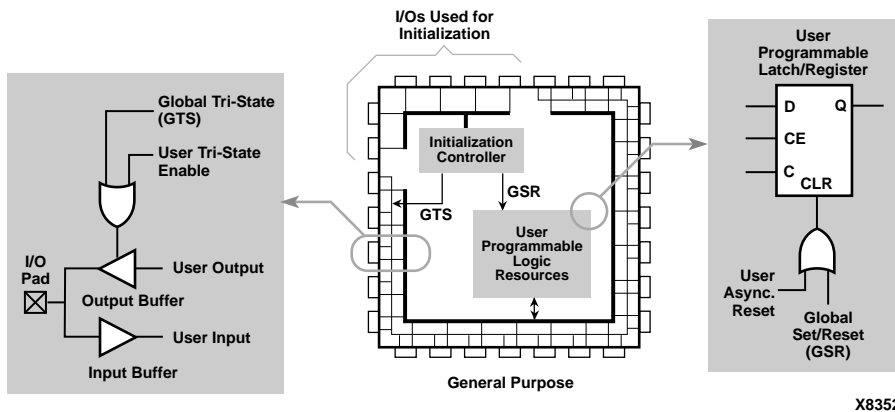 I/Os Used for
Initialization
Global Tri-State
(GTS)
User Tri-State
Enable
I/O
Pad
User Output
Output Buffer
User Input
Input Buffer
Initialization
Controller
GTS
GSR
User
Programmable
Logic
Resources
General Purpose
User
Programmable
Latch/Register
D
Q
CE
C
CLR
User
Async.
Reset
Global
Set/Reset
(GSR)
X8352